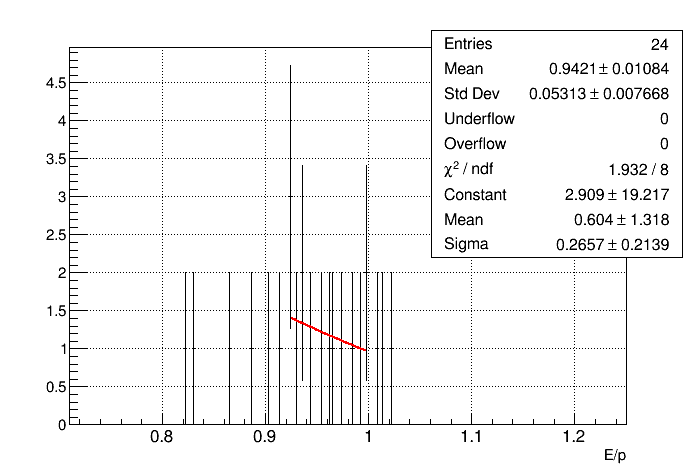 Entries 24
Mean 0.9421 ± 0.01084
Std Dev 0.05313 ± 0.007668
Underflow 0
Overflow 0
χ² / ndf 1.932 / 8
Constant 2.909 ± 19.217
Mean 0.604 ± 1.318
Sigma 0.2657 ± 0.2139
4.5
4
3.5
3
2.5
2
1.5
1
0.5
0
0.8 0.9 1 1.1 1.2
E/p